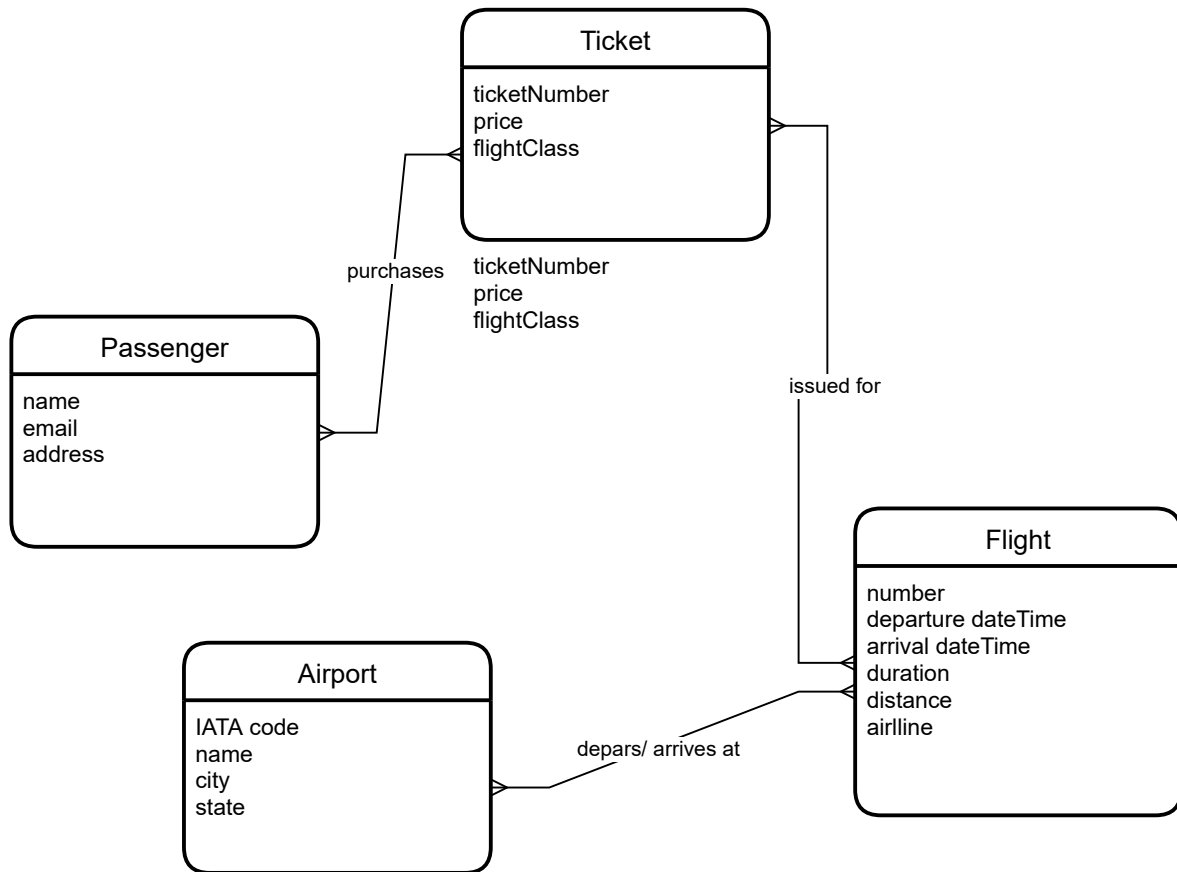 Ticket
ticketNumber
price
flightClass
purchases
ticketNumber
price
flightClass
Passenger
name
email
address
issued for
Flight
number
departure dateTime
arrival dateTime
duration
distance
airlline
Airport
IATA code
name
city
state
depars/ arrives at